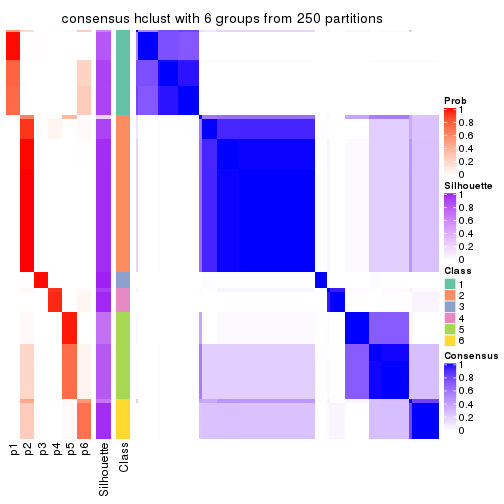 consensus hclust with 6 groups from 250 partitions
Prob
1
0.8
0.6
0.4
0.2
0
Silhouette
1
0.8
0.6
0.4
0.2
0
Class
1
2
3
4
5
6
Consensus
1
0.8
0.6
0.4
0.2
0
p1
p2
p3
p4
p5
p6
Silhouette
Class